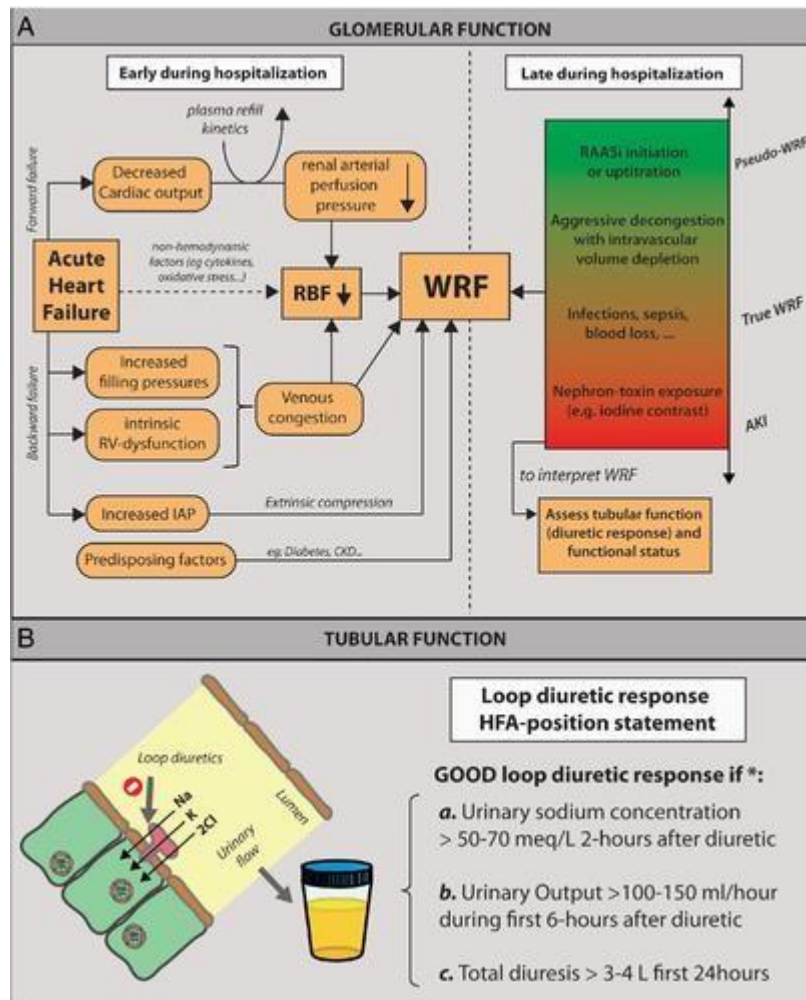 A
GLOMERULAR FUNCTION
Early during hospitalization
plasma refill
kinetics
Forward failure
Decreased
Cardiac output
renal arterial
perfusion
pressure
Acute
Heart
Failure
non-hemodynamic
factors (eg cytokines,
oxidative stress...)
RBF
WRF
Backward failure
Increased
filling pressures
intrinsic
RV-dysfunction
Venous
congestion
Increased IAP
Extrinsic compression
Predisposing factors
eg: Diabetes, CKD...
Late during hospitalization
RAASi initiation
or uptitration
Pseudo-WRF
Aggressive decongestion
with intravascular
volume depletion
Infections, sepsis,
blood loss, ...
True WRF
Nephron-toxin exposure
(e.g. iodine contrast)
AKI
to interpret WRF
Assess tubular function
(diuretic response) and
functional status
B
TUBULAR FUNCTION
Loop diuretics
Na
K
2Cl
Lumen
Urinary
flow
Loop diuretic response
HFA-position statement
GOOD loop diuretic response if *:
a. Urinary sodium concentration
> 50-70 meq/L 2-hours after diuretic
b. Urinary Output >100-150 ml/hour
during first 6-hours after diuretic
c. Total diuresis > 3-4 L first 24hours